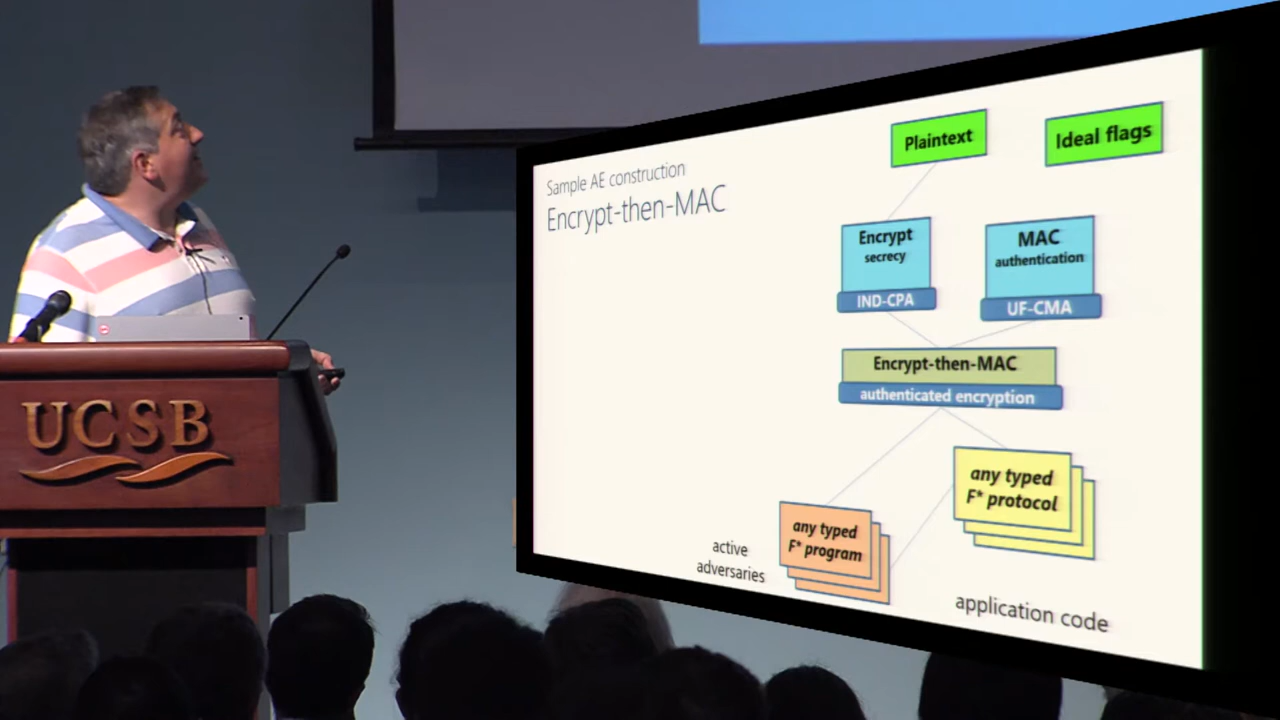 UCSB
Sample AE construction
Encrypt-then-MAC
Plaintext
Ideal flags
Encrypt
secrecy
IND-CPA
MAC
authentication
UF-CMA
Encrypt-then-MAC
authenticated encryption
any typed
F* program
any typed
F* protocol
active
adversaries
application code